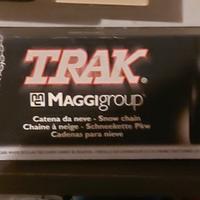 TRAK®
MAGGIgroup
Catena da neve - Snow chain
Chaîne à neige - Schneekette Pkw
Cadenas para nieve